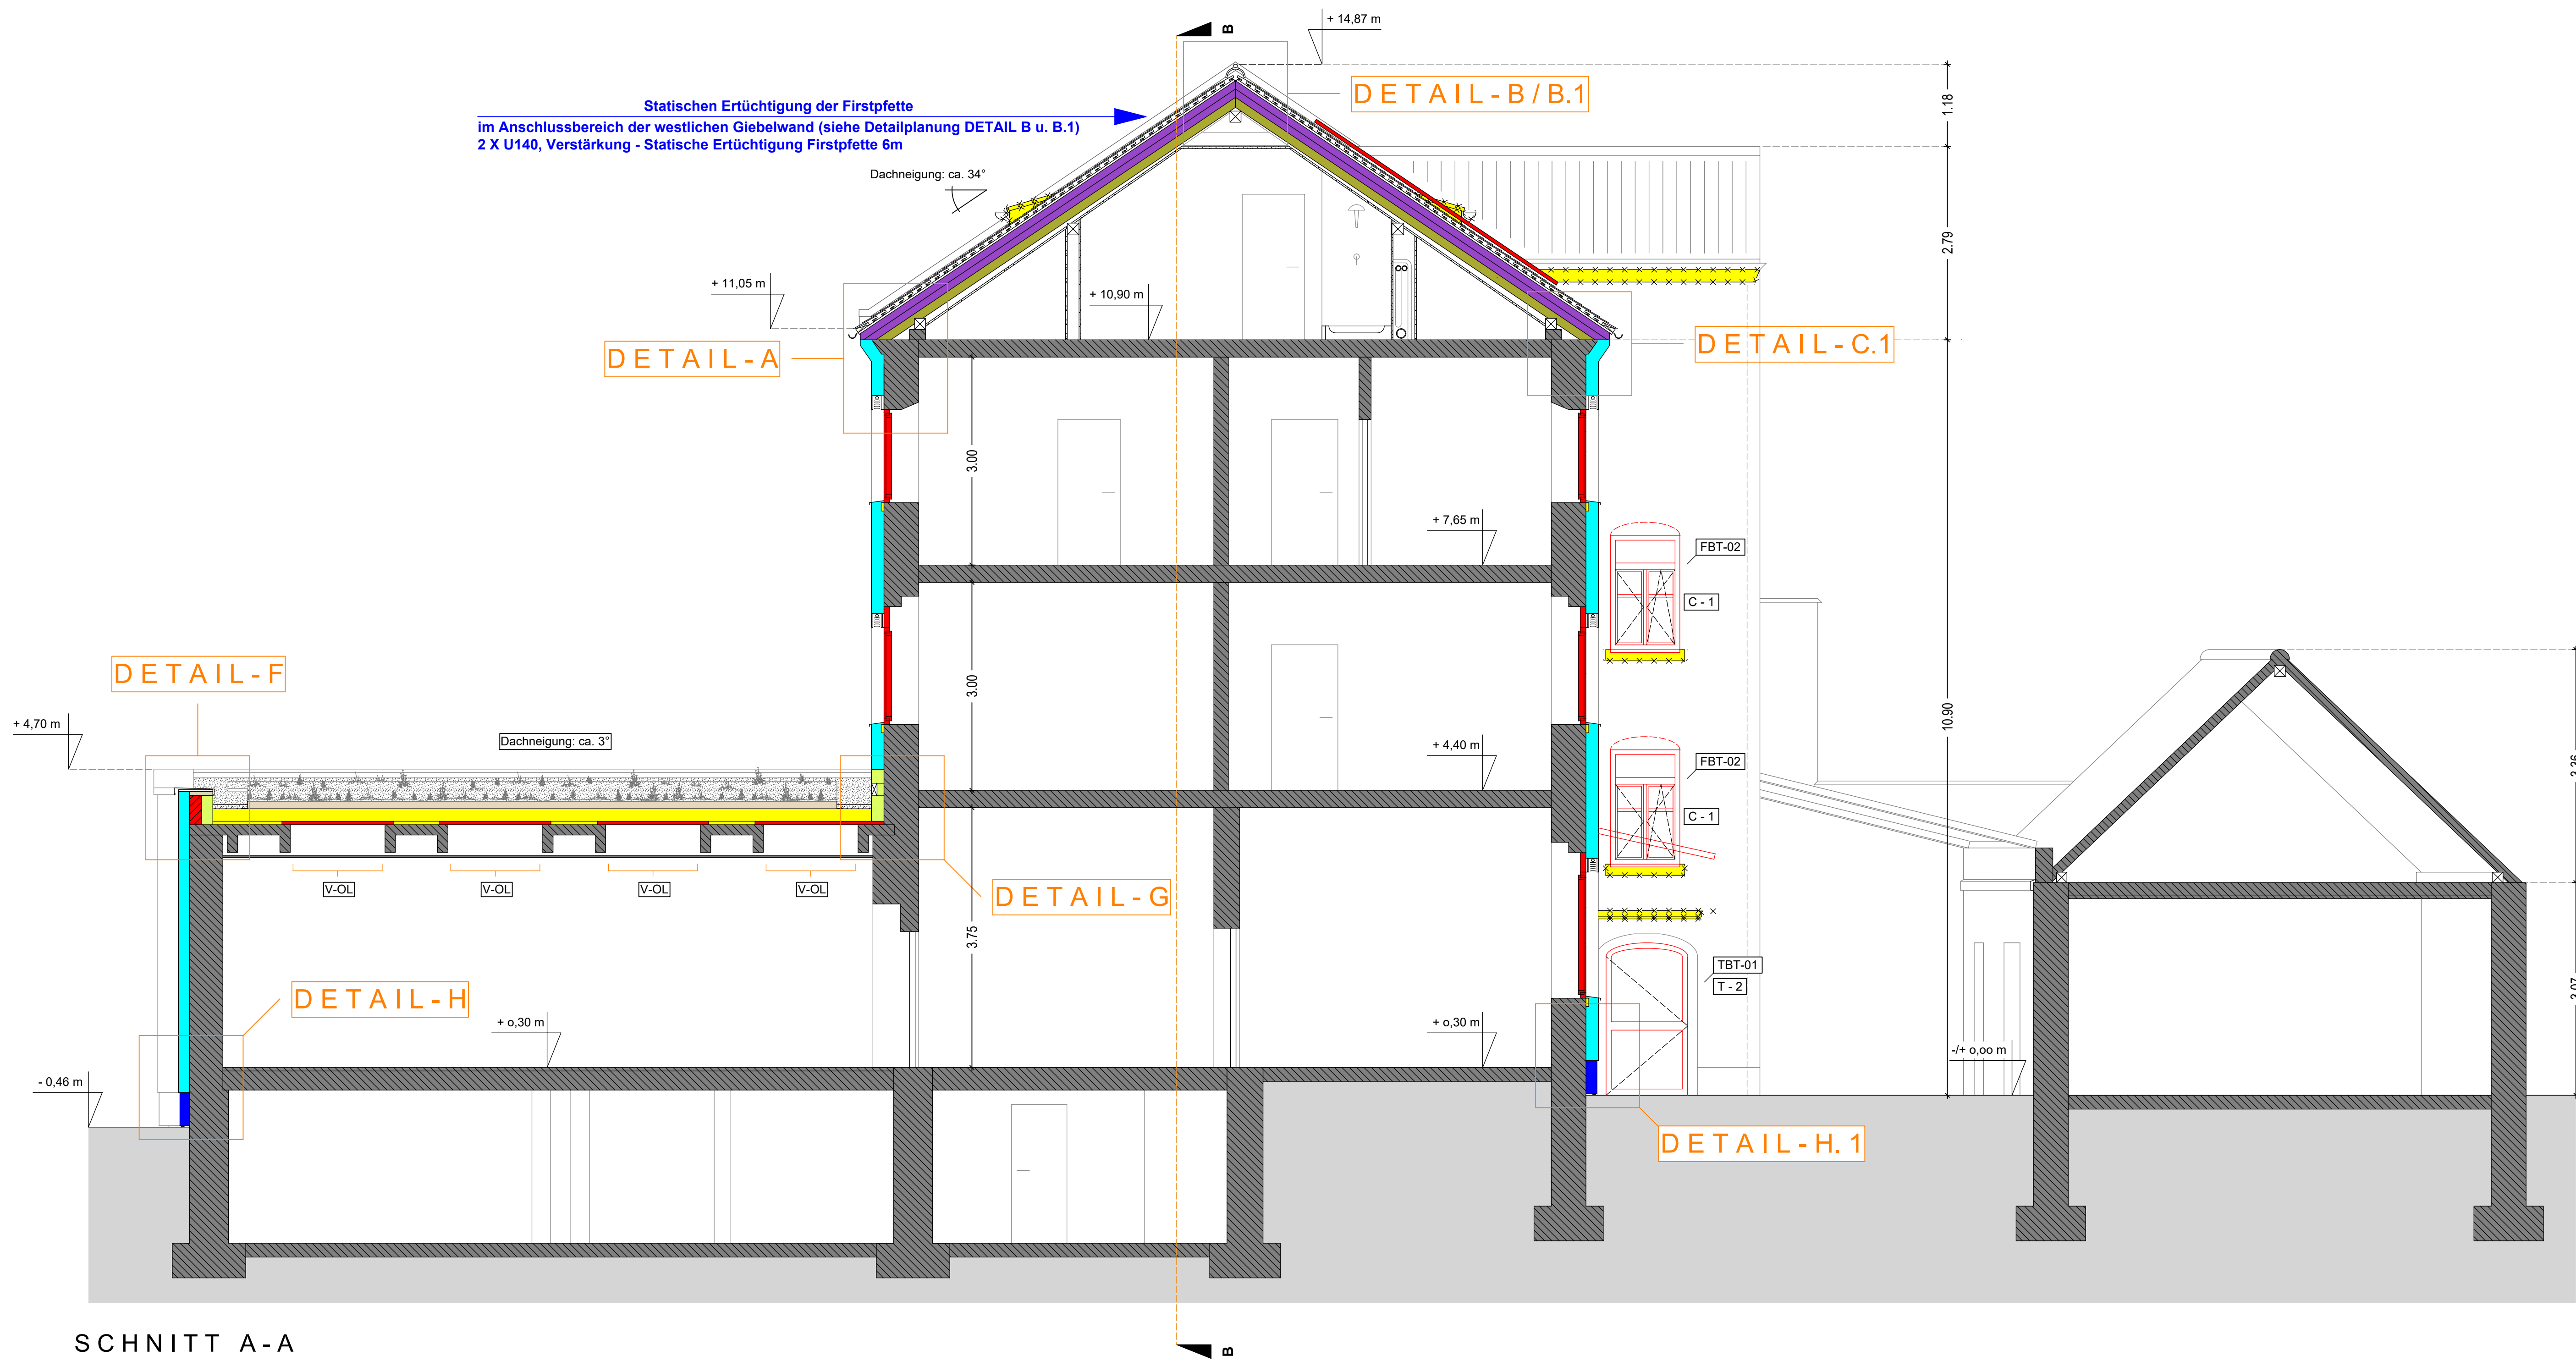 B
+ 14,87 m
DETAIL-B / B.1
1.18
Statischen Ertüchtigung der Firstpfette
im Anschlussbereich der westlichen Giebelwand (siehe Detailplanung DETAIL B u. B.1)
2 X U140, Verstärkung - Statische Ertüchtigung Firstpfette 6m
Dachneigung: ca. 34°
2.79
+ 11,05 m
+ 10,90 m
DETAIL-A
DETAIL-C.1
3.00
+ 7,65 m
FBT-02
C - 1
DETAIL-F
3.00
10.90
+ 4,70 m
Dachneigung: ca. 3°
+ 4,40 m
FBT-02
C - 1
V-OL
V-OL
V-OL
V-OL
DETAIL-G
3.75
TBT-01
T - 2
DETAIL-H
+ o,30 m
+ o,30 m
-/+ o,oo m
- 0,46 m
DETAIL-H. 1
SCHNITT A-A
B